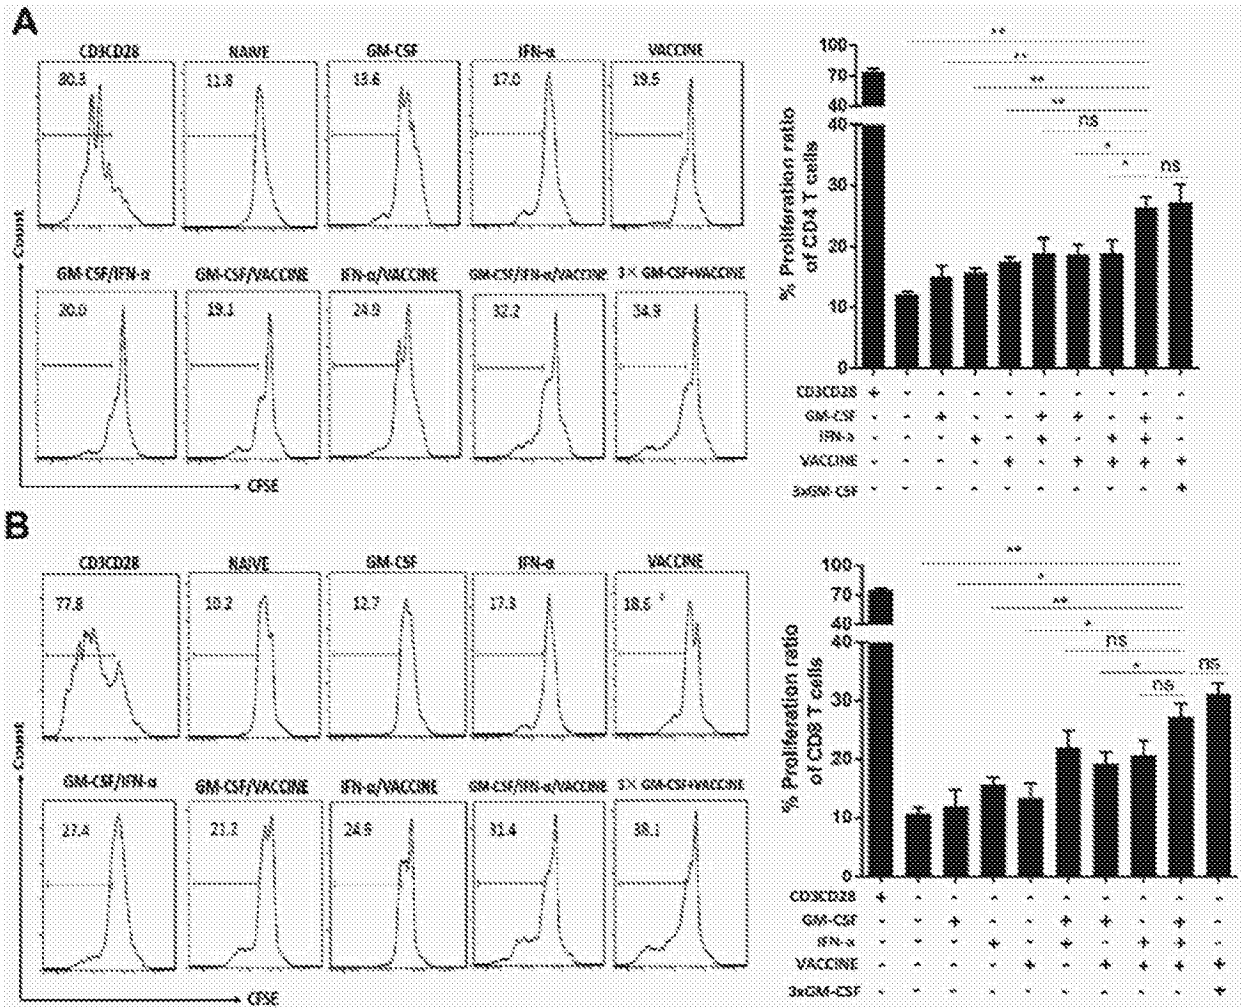 A
CD3CD28 NAIVE GM-CSF IFN-α VACCINE
11.8 13.6 17.0 19.5
GM-CSF/IFN-α GM-CSF/VACCINE IFN-α/VACCINE GM-CSF/IFN-α/VACCINE 3× GM-CSF+VACCINE
19.1 24.9 32.2 34.9
Count
CFSE
% Proliferation ratio
of CD4 T cells
100
70
40
40
30
20
10
0
**
**
**
**
ns
*
*
ns
CD3CD28 + - - - - - - - - -
GM-CSF - - + - - + + - + -
IFN-a - - - + - + - + + -
VACCINE - - - - + - + + + +
3xGM-CSF - - - - - - - - - +
B
CD3CD28 NAIVE GM-CSF IFN-α VACCINE
77.8 10.2 12.7 17.3 18.6
GM-CSF/IFN-α GM-CSF/VACCINE IFN-α/VACCINE GM-CSF/IFN-α/VACCINE 3× GM-CSF+VACCINE
27.4 21.2 24.9 31.4 38.1
Count
CFSE
% Proliferation ratio
of CD8 T cells
100
70
40
40
30
20
10
0
**
*
**
*
ns
*
ns
ns
CD3CD28 + - - - - - - - - -
GM-CSF - - + - - + + - + -
IFN-α - - - + - + - + + -
VACCINE - - - - + - + + + +
3xGM-CSF - - - - - - - - - +